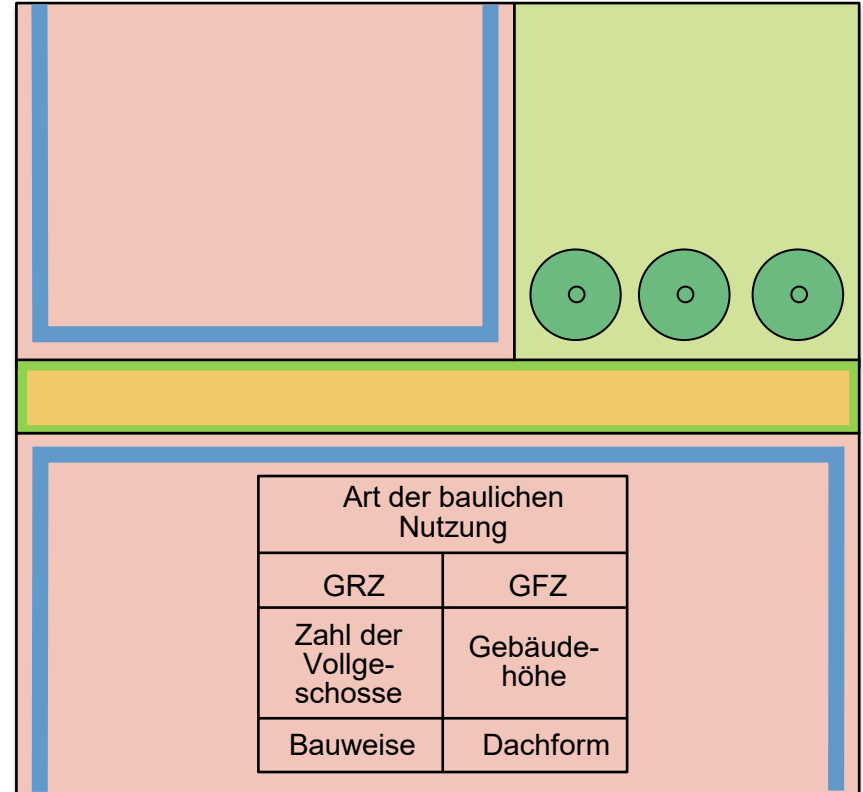 Art der baulichen
Nutzung
GRZ
GFZ
Zahl der
Vollge-
schosse
Gebäude-
höhe
Bauweise
Dachform